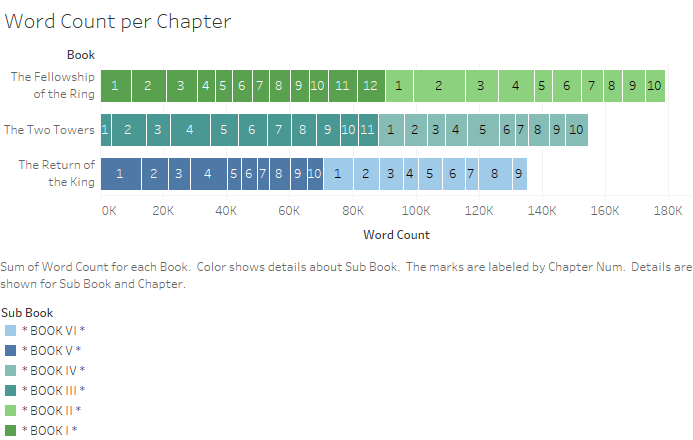 Word Count per Chapter
Book
The Fellowship
of the Ring
1 2 3 4 5 6 7 8 9 10 11 12 1 2 3 4 5 6 7 8 9 10
The Two Towers
1 2 3 4 5 6 7 8 9 10 11 1 2 3 4 5 6 7 8 9 10
The Return of
the King
1 2 3 4 5 6 7 8 9 10 1 2 3 4 5 6 7 8 9
0K 20K 40K 60K 80K 100K 120K 140K 160K 180K
Word Count
Sum of Word Count for each Book. Color shows details about Sub Book. The marks are labeled by Chapter Num. Details are
shown for Sub Book and Chapter.
Sub Book
* BOOK VI *
* BOOK V *
* BOOK IV *
* BOOK III *
* BOOK II *
* BOOK I *